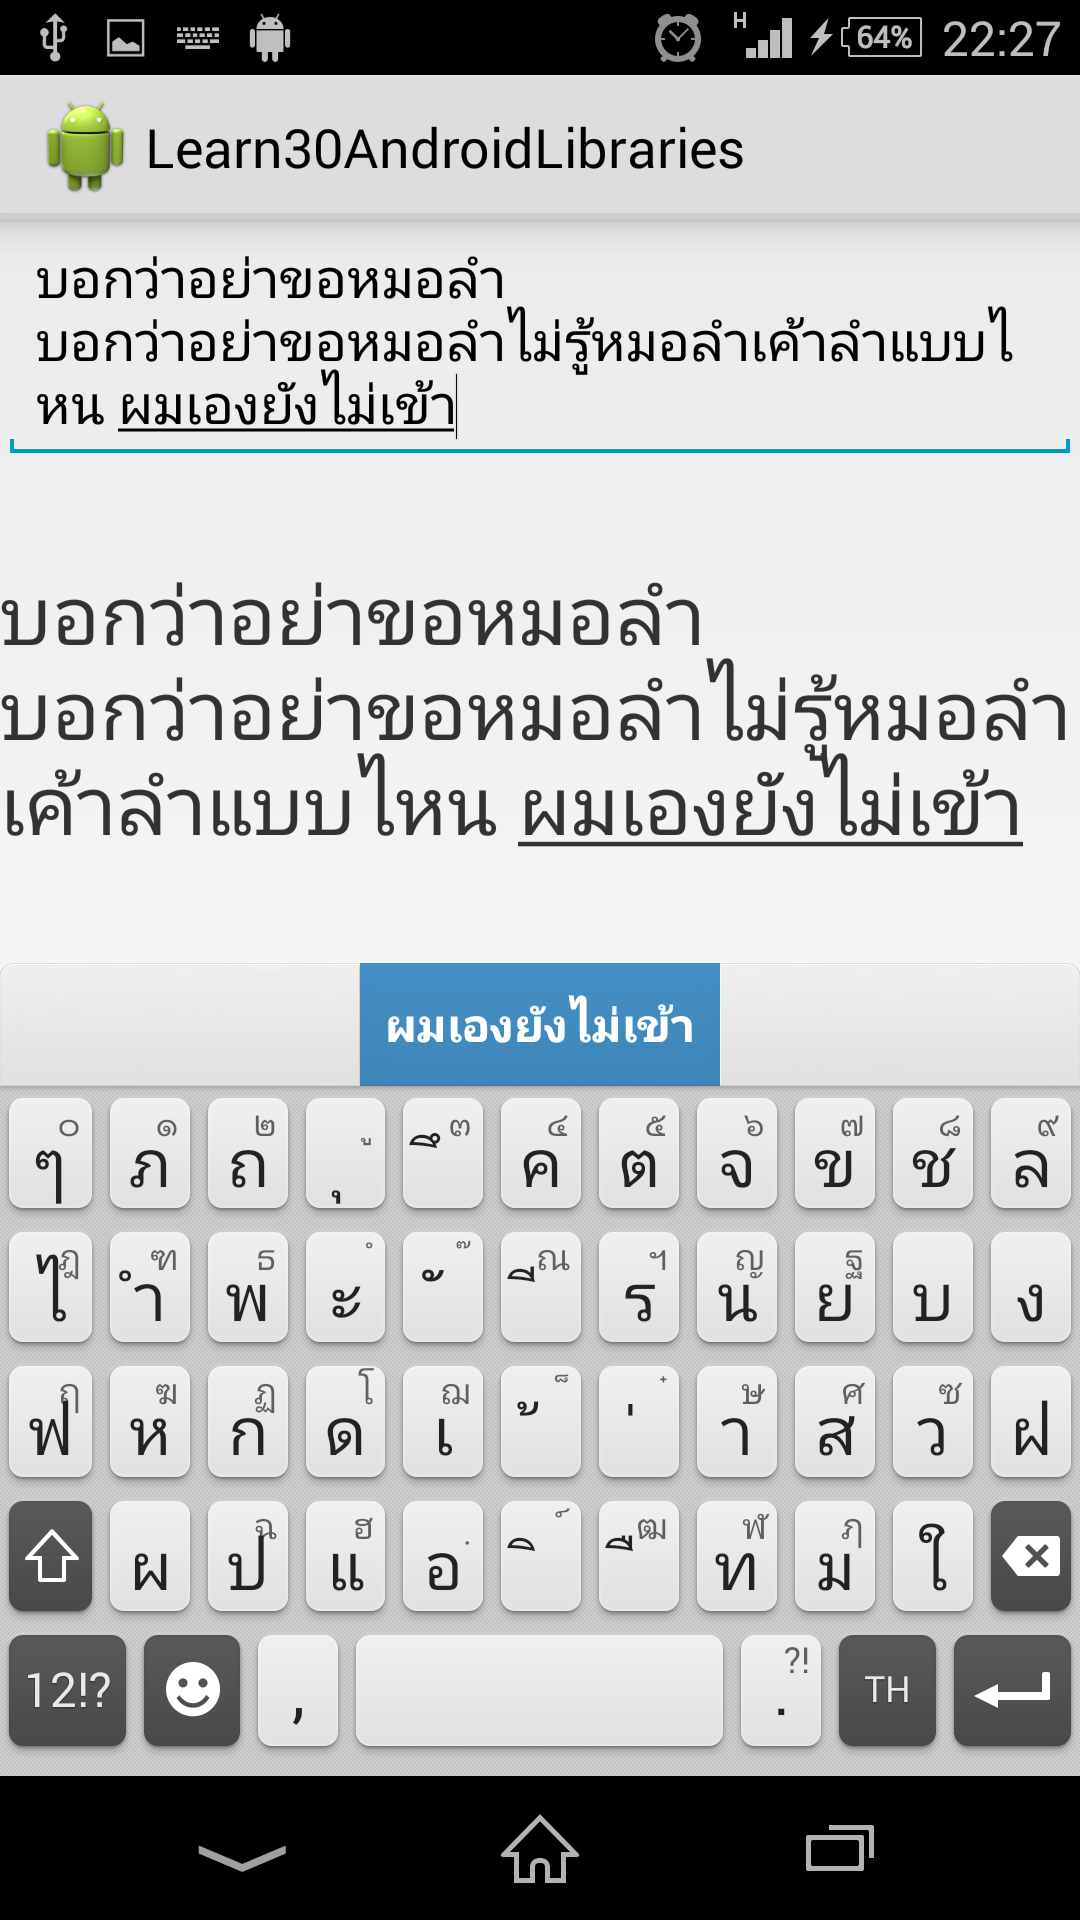 H 64% 22:27
Learn30AndroidLibraries
บอกว่าอย่าขอหมอลำ
บอกว่าอย่าขอหมอลำไม่รู้หมอลำเค้าลำแบบไ
หน ผมเองยังไม่เข้า
บอกว่าอย่าขอหมอลำ
บอกว่าอย่าขอหมอลำไม่รู้หมอลำ
เค้าลำแบบไหน ผมเองยังไม่เข้า
ผมเองยังไม่เข้า
๐ ๑ ๒ ู ๓ ๔ ๕ ๖ ๗ ๘ ๙
ๆ ภ ถ ุ ึ ค ต จ ข ช ล
ฎ ฑ ธ ํ ๊ ณ ฯ ญ ฐ
ไ ำ พ ะ ั ี ร น ย บ ง
ฤ ฆ ฏ โ ฌ ็ ๋ ษ ศ ซ
ฟ ห ก ด เ ้ ่ า ส ว ฝ
ฉ ฮ ฺ ์ ฒ ฬ ฦ
ผ ป แ อ ิ ื ท ม ใ
?!
12!? , . TH